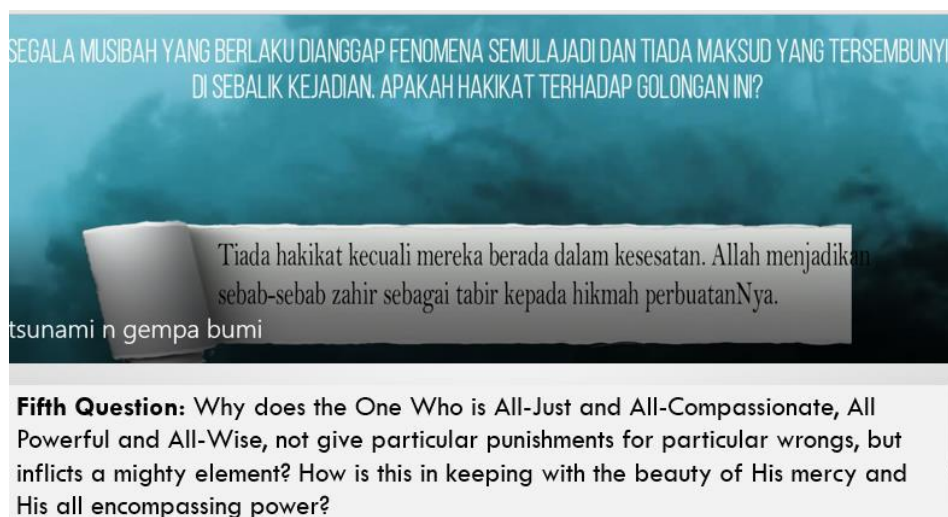 SEGALA MUSIBAH YANG BERLAKU DIANGGAP FENOMENA SEMULAJADI DAN TIADA MAKSUD YANG TERSEMBUNYI
DI SEBALIK KEJADIAN. APAKAH HAKIKAT TERHADAP GOLONGAN INI?
Tiada hakikat kecuali mereka berada dalam kesesatan. Allah menjadikan
sebab-sebab zahir sebagai tabir kepada hikmah perbuatanNya.
tsunami n gempa bumi
Fifth Question: Why does the One Who is All-Just and All-Compassionate, All
Powerful and All-Wise, not give particular punishments for particular wrongs, but
inflicts a mighty element? How is this in keeping with the beauty of His mercy and
His all encompassing power?